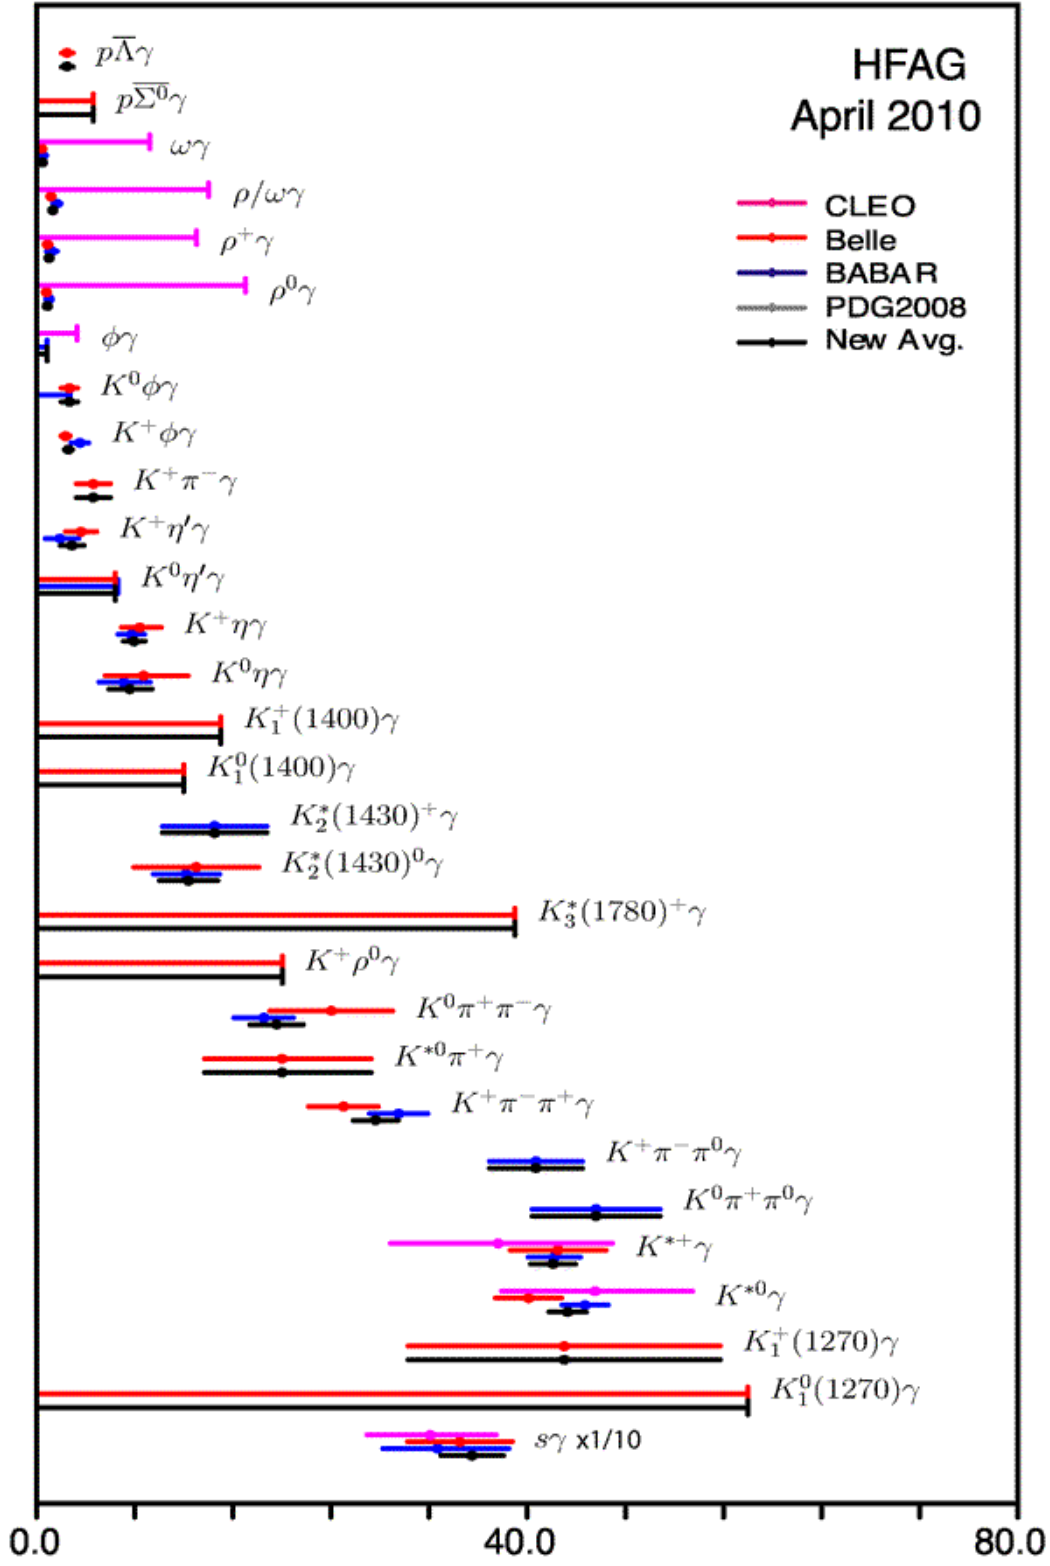 pΛ̅γ
HFAG
April 2010
pΣ̅⁰γ
ωγ
ρ/ωγ
CLEO
ρ⁺γ
Belle
BABAR
ρ⁰γ
PDG2008
φγ
New Avg.
K⁰φγ
K⁺φγ
K⁺π⁻γ
K⁺η′γ
K⁰η′γ
K⁺ηγ
K⁰ηγ
K₁⁺(1400)γ
K₁⁰(1400)γ
K₂*(1430)⁺γ
K₂*(1430)⁰γ
K₃*(1780)⁺γ
K⁺ρ⁰γ
K⁰π⁺π⁻γ
K*⁰π⁺γ
K⁺π⁻π⁺γ
K⁺π⁻π⁰γ
K⁰π⁺π⁰γ
K*⁺γ
K*⁰γ
K₁⁺(1270)γ
K₁⁰(1270)γ
sγ x1/10
0.0 40.0 80.0